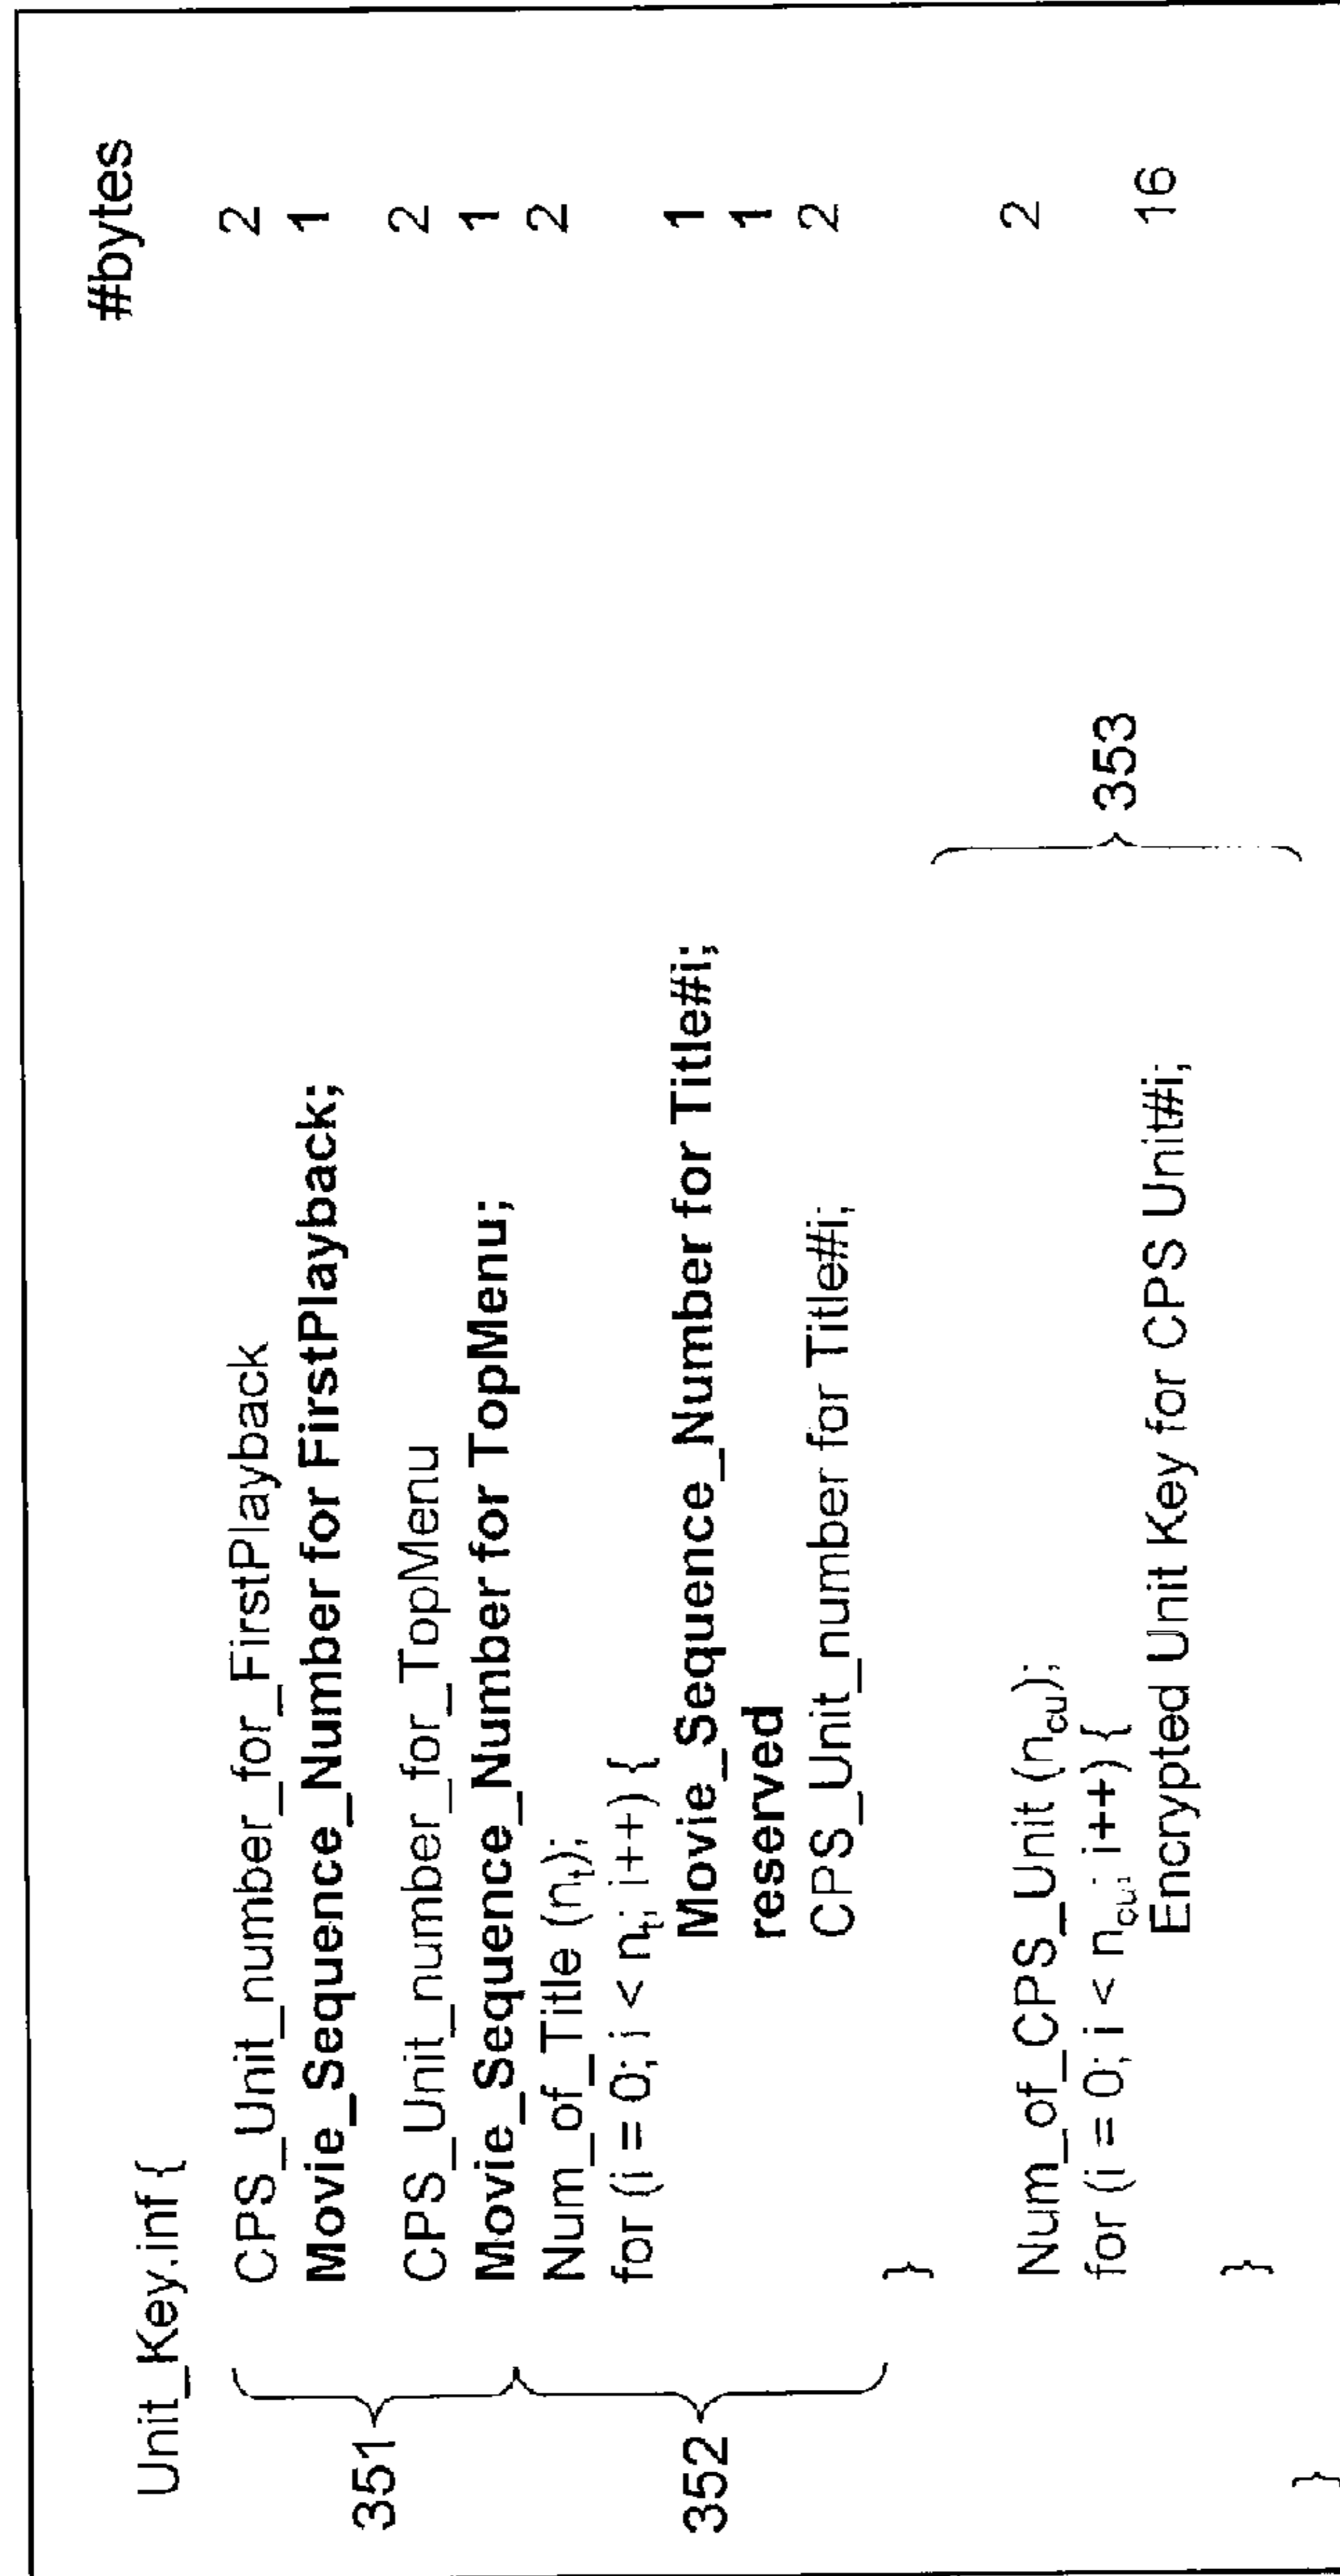 #bytes
Unit_Key.inf {
CPS_Unit_number_for_FirstPlayback 2
Movie_Sequence_Number for FirstPlayback; 1
351
CPS_Unit_number_for_TopMenu 2
Movie_Sequence_Number for TopMenu; 1
Num_of_Title (nt); 2
for (i = 0; i < nt; i++) {
352
Movie_Sequence_Number for Title#i; 1
reserved 1
CPS_Unit_number for Title#i; 2
}
Num_of_CPS_Unit (ncu); 2
for (i = 0; i < ncu; i++) {
353
Encrypted Unit Key for CPS Unit#i; 16
}
}